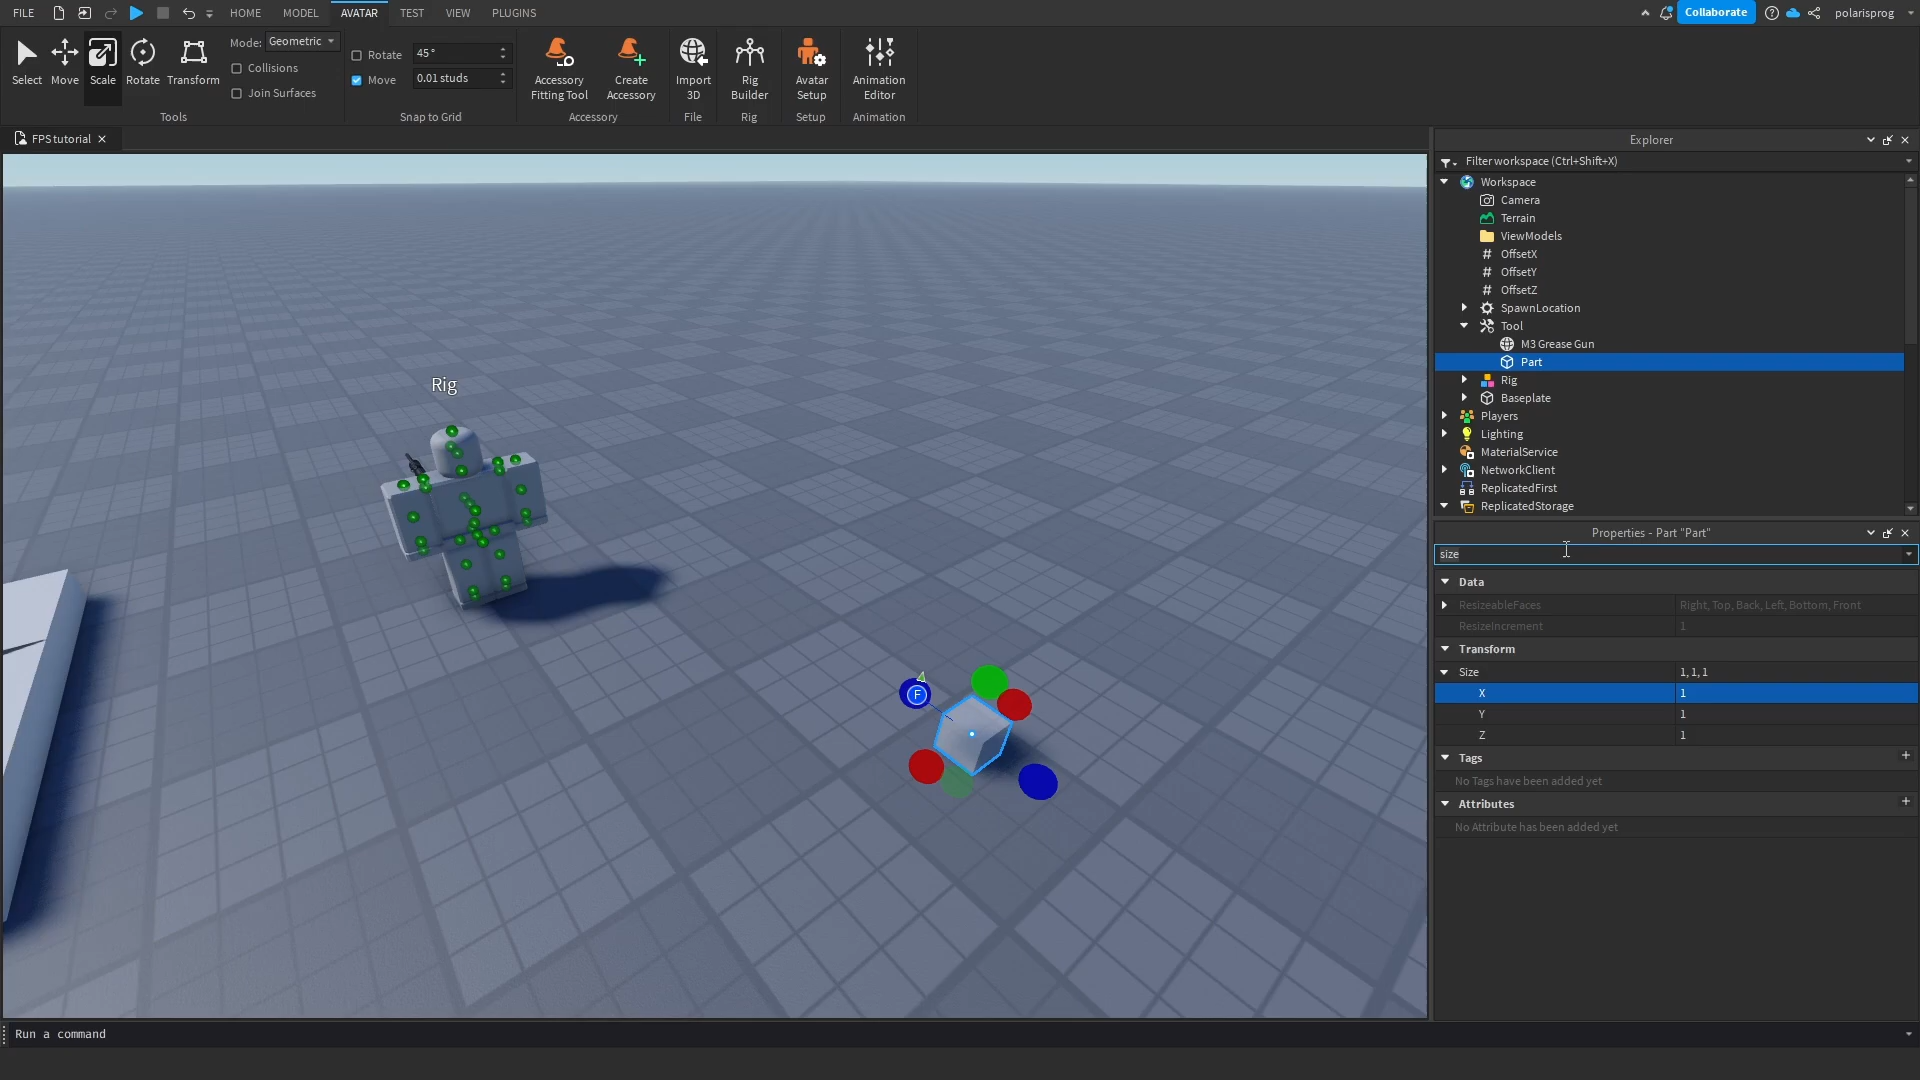 FILE HOME MODEL AVATAR TEST VIEW PLUGINS Collaborate polarisprog
Select Move Scale Rotate Transform
Mode: Geometric
Collisions
Join Surfaces
Tools
Rotate 45°
Move 0.01 studs
Snap to Grid
Accessory Fitting Tool
Create Accessory
Accessory
Import 3D
File
Rig Builder
Rig
Avatar Setup
Setup
Animation Editor
Animation
FPS tutorial
Rig
F
Explorer
Filter workspace (Ctrl+Shift+X)
Workspace
Camera
Terrain
ViewModels
OffsetX
OffsetY
OffsetZ
SpawnLocation
Tool
M3 Grease Gun
Part
Rig
Baseplate
Players
Lighting
MaterialService
NetworkClient
ReplicatedFirst
ReplicatedStorage
Properties - Part "Part"
size
Data
ResizeableFaces Right, Top, Back, Left, Bottom, Front
ResizeIncrement 1
Transform
Size 1, 1, 1
X 1
Y 1
Z 1
Tags
No Tags have been added yet
Attributes
No Attribute has been added yet
Run a command